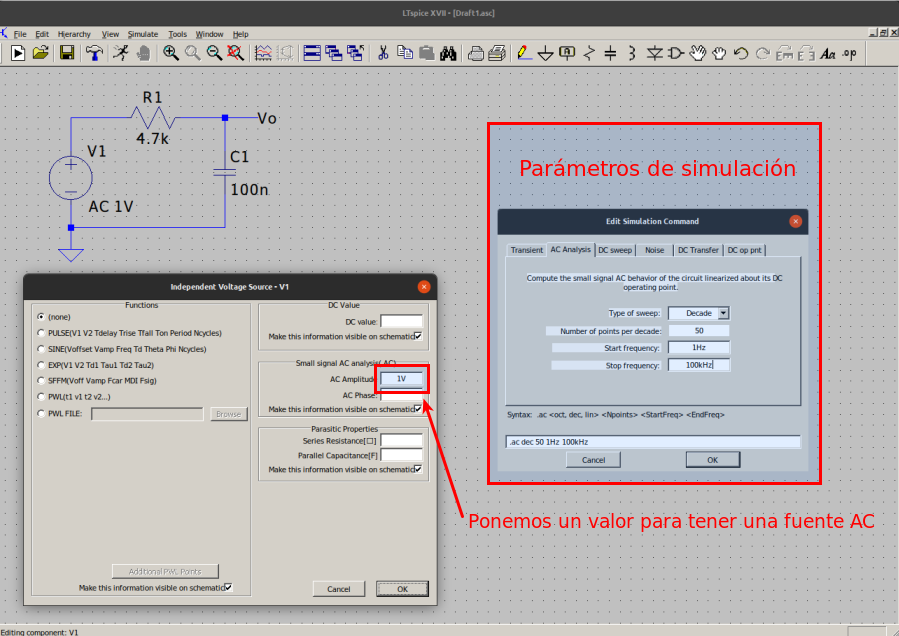 LTspice XVII - [Draft1.asc]
File Edit Hierarchy View Simulate Tools Window Help
Aa .op
R1
4.7k
Vo
V1
C1
100n
AC 1V
Parámetros de simulación
Edit Simulation Command
Transient AC Analysis DC sweep Noise DC Transfer DC op pnt
Compute the small signal AC behavior of the circuit linearized about its DC
operating point.
Type of sweep: Decade
Number of points per decade: 50
Start frequency: 1Hz
Stop frequency: 100kHz
Syntax: .ac <oct, dec, lin> <Npoints> <StartFreq> <EndFreq>
.ac dec 50 1Hz 100kHz
Cancel OK
Independent Voltage Source - V1
Functions
(none)
PULSE(V1 V2 Tdelay Trise Tfall Ton Period Ncycles)
SINE(Voffset Vamp Freq Td Theta Phi Ncycles)
EXP(V1 V2 Td1 Tau1 Td2 Tau2)
SFFM(Voff Vamp Fcar MDI Fsig)
PWL(t1 v1 t2 v2...)
PWL FILE: Browse
Additional PWL Points
Make this information visible on schematic
DC Value
DC value:
Make this information visible on schematic
Small signal AC analysis(.AC)
AC Amplitude 1V
AC Phase:
Make this information visible on schematic
Parasitic Properties
Series Resistance[□]
Parallel Capacitance[F]
Make this information visible on schematic
Cancel OK
Ponemos un valor para tener una fuente AC
Editing component: V1